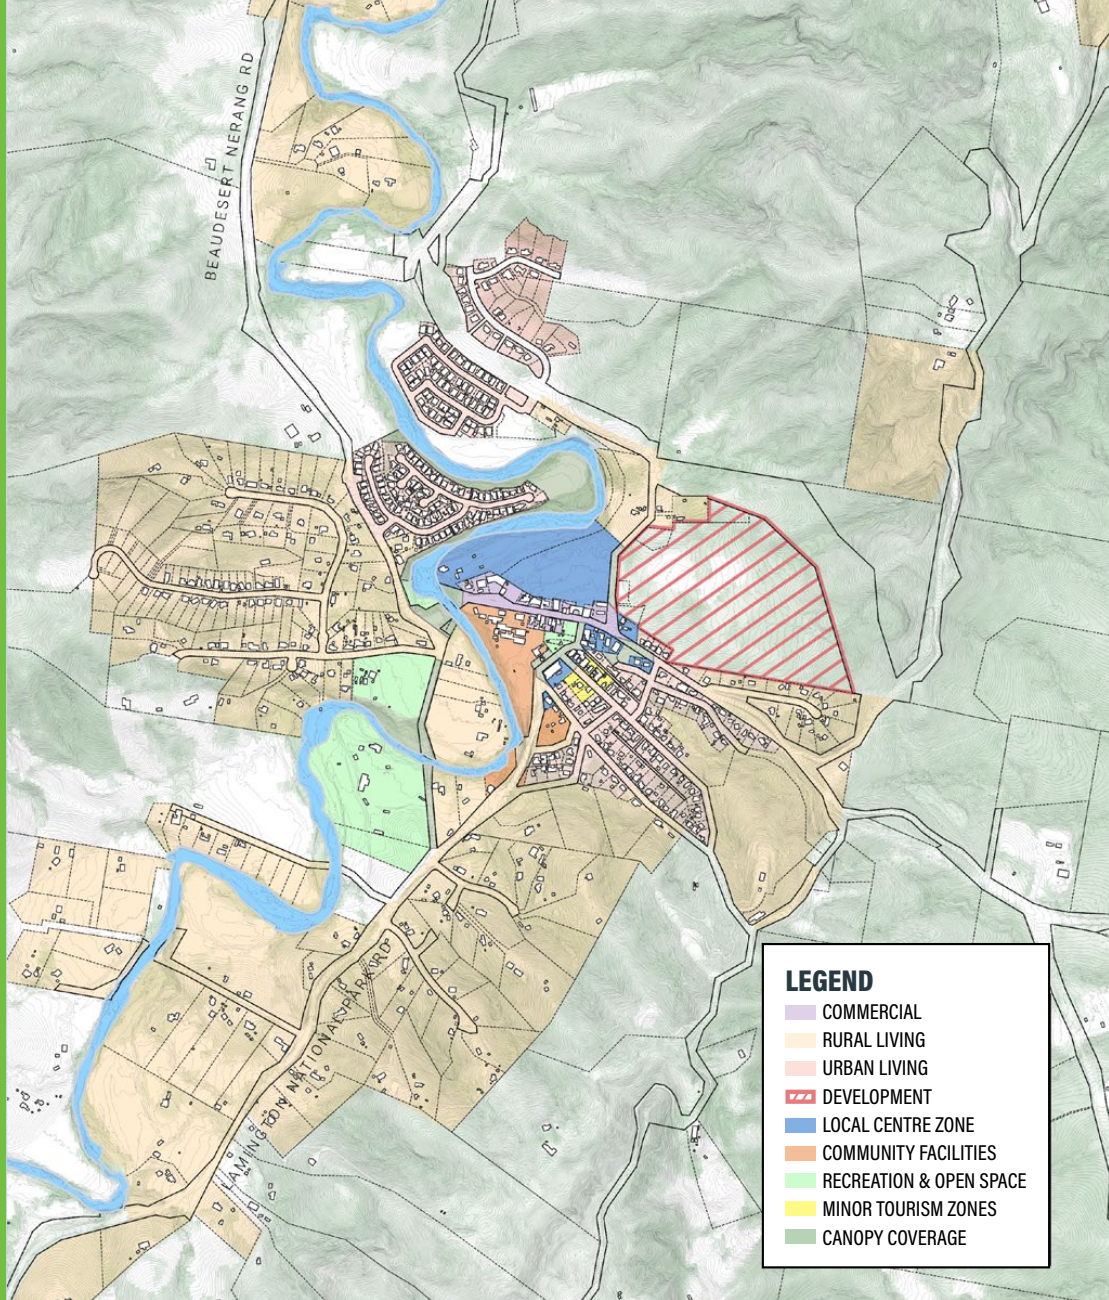 BEAUDESERT NERANG RD
LAMINGTON NATIONAL PARK RD
LEGEND
COMMERCIAL
RURAL LIVING
URBAN LIVING
DEVELOPMENT
LOCAL CENTRE ZONE
COMMUNITY FACILITIES
RECREATION & OPEN SPACE
MINOR TOURISM ZONES
CANOPY COVERAGE